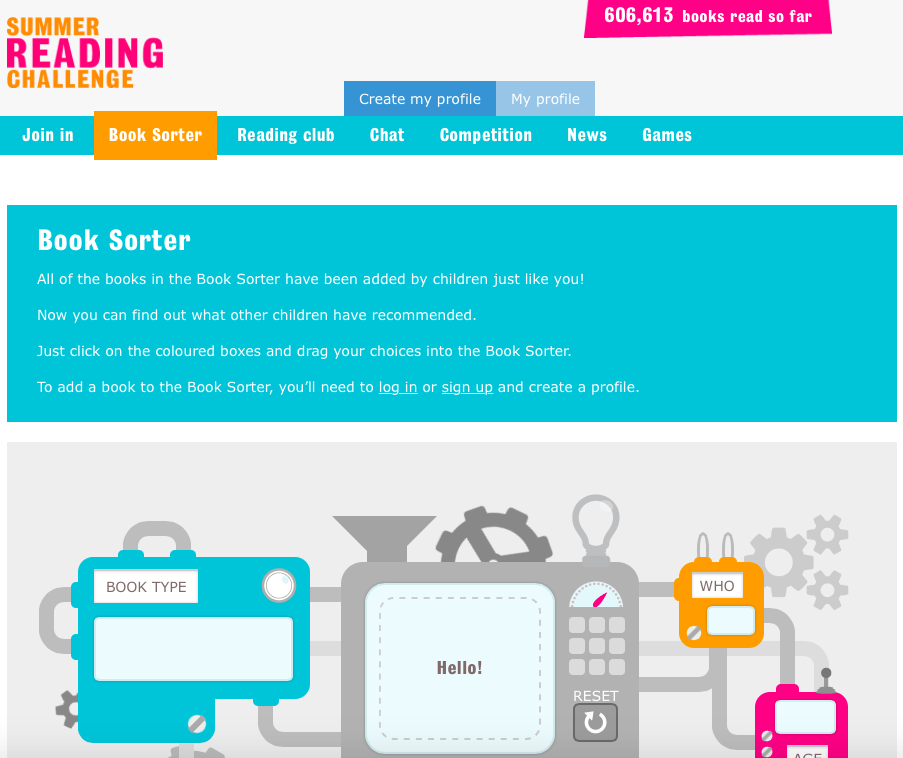 606,613 books read so far
SUMMER
READING
CHALLENGE
Create my profile My profile
Join in Book Sorter Reading club Chat Competition News Games
Book Sorter
All of the books in the Book Sorter have been added by children just like you!
Now you can find out what other children have recommended.
Just click on the coloured boxes and drag your choices into the Book Sorter.
To add a book to the Book Sorter, you’ll need to log in or sign up and create a profile.
BOOK TYPE
WHO
Hello!
RESET
AGE